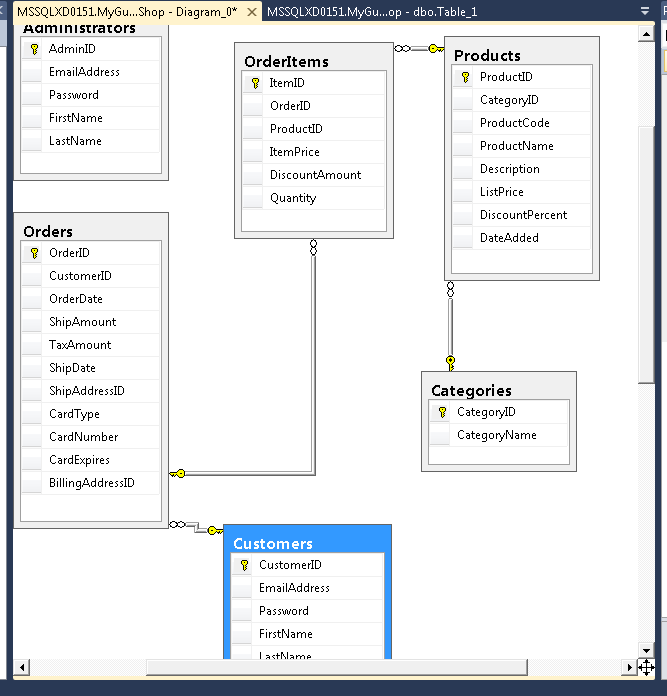 MSSQLXD0151.MyGu...Shop - Diagram_0*
MSSQLXD0151.MyGu...op - dbo.Table_1
Administrators
AdminID
EmailAddress
Password
FirstName
LastName
OrderItems
ItemID
OrderID
ProductID
ItemPrice
DiscountAmount
Quantity
Products
ProductID
CategoryID
ProductCode
ProductName
Description
ListPrice
DiscountPercent
DateAdded
Orders
OrderID
CustomerID
OrderDate
ShipAmount
TaxAmount
ShipDate
ShipAddressID
CardType
CardNumber
CardExpires
BillingAddressID
Categories
CategoryID
CategoryName
Customers
CustomerID
EmailAddress
Password
FirstName
LastName